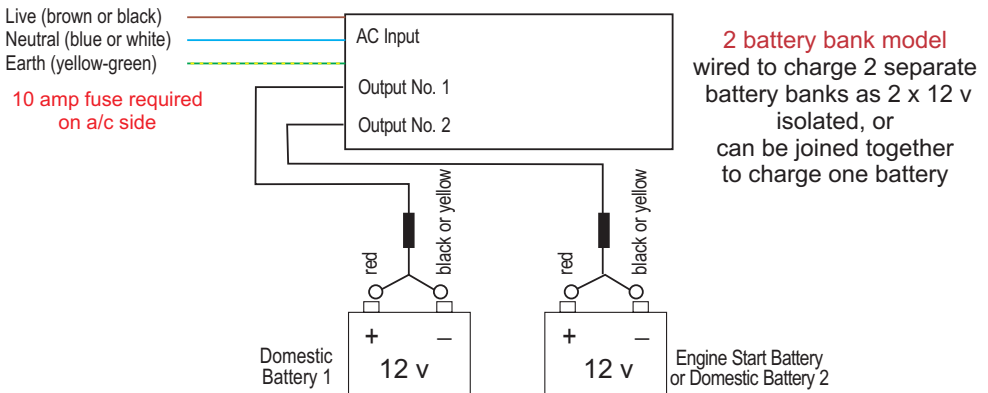 Live (brown or black)
Neutral (blue or white)
Earth (yellow-green)
10 amp fuse required
on a/c side
AC Input
Output No. 1
Output No. 2
2 battery bank model
wired to charge 2 separate
battery banks as 2 x 12 v
isolated, or
can be joined together
to charge one battery
red
black or yellow
red
black or yellow
+ –
12 v
Domestic
Battery 1
+ –
12 v
Engine Start Battery
or Domestic Battery 2